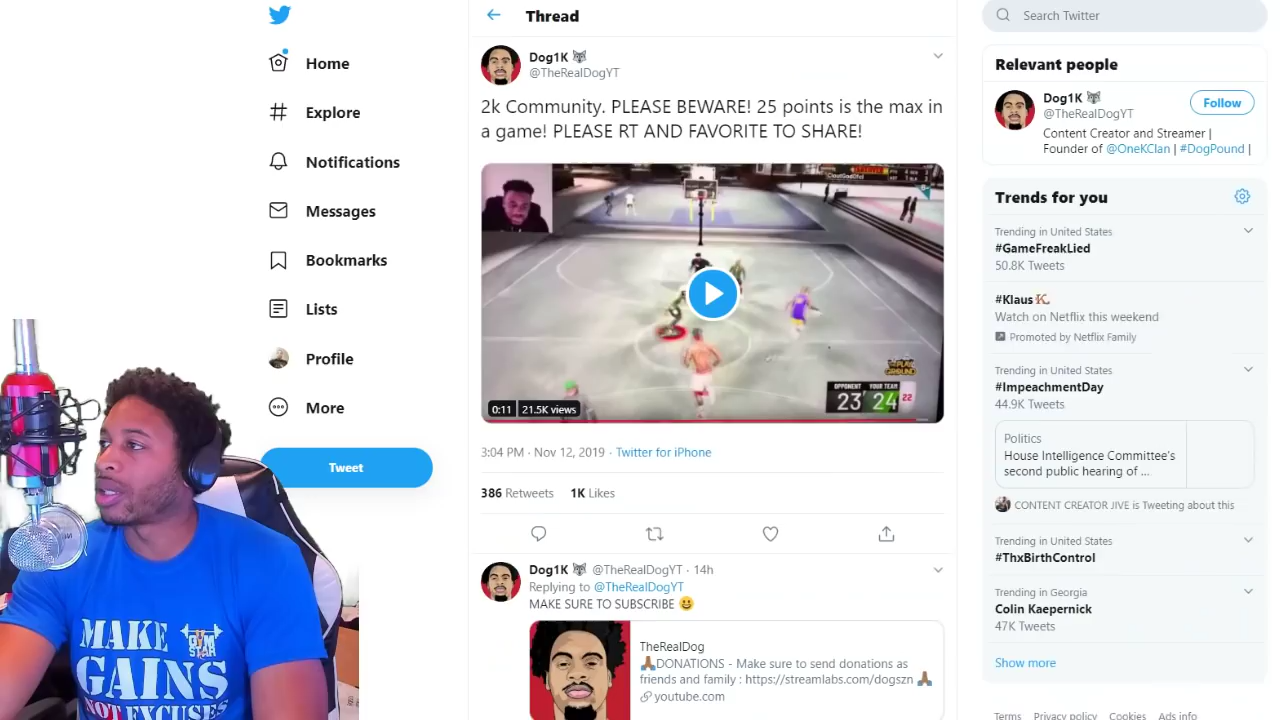 Home
Explore
Notifications
Messages
Bookmarks
Lists
Profile
More
Tweet
Thread
Dog1K
@TheRealDogYT
2k Community. PLEASE BEWARE! 25 points is the max in
a game! PLEASE RT AND FAVORITE TO SHARE!
OPPONENT YOUR TEAM
23 24 22
0:11 21.5K views
3:04 PM · Nov 12, 2019 · Twitter for iPhone
386 Retweets 1K Likes
Dog1K @TheRealDogYT · 14h
Replying to @TheRealDogYT
MAKE SURE TO SUBSCRIBE
TheRealDog
DONATIONS - Make sure to send donations as
friends and family : https://streamlabs.com/dogszn
youtube.com
Search Twitter
Relevant people
Dog1K
@TheRealDogYT
Follow
Content Creator and Streamer |
Founder of @OneKClan | #DogPound |
Trends for you
Trending in United States
#GameFreakLied
50.8K Tweets
#Klaus
Watch on Netflix this weekend
Promoted by Netflix Family
Trending in United States
#ImpeachmentDay
44.9K Tweets
Politics
House Intelligence Committee's
second public hearing of ...
CONTENT CREATOR JIVE is Tweeting about this
Trending in United States
#ThxBirthControl
Trending in Georgia
Colin Kaepernick
47K Tweets
Show more
Terms Privacy policy Cookies Ads info
MAKE
GYM
STAR
GAINS
NOT EXCUSES